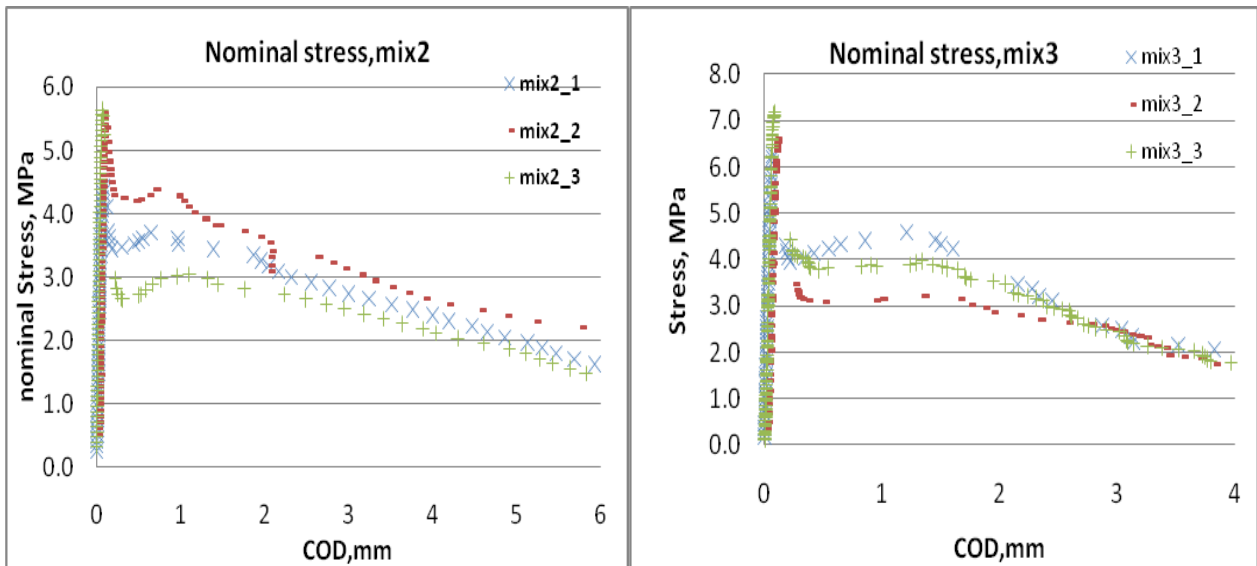 Nominal stress,mix2
nominal Stress, MPa
6.0
5.0
4.0
3.0
2.0
1.0
0.0
0
1
2
3
4
5
6
COD,mm
mix2_1
mix2_2
mix2_3
Nominal stress,mix3
Stress, MPa
8.0
7.0
6.0
5.0
4.0
3.0
2.0
1.0
0.0
0
1
2
3
4
COD,mm
mix3_1
mix3_2
mix3_3